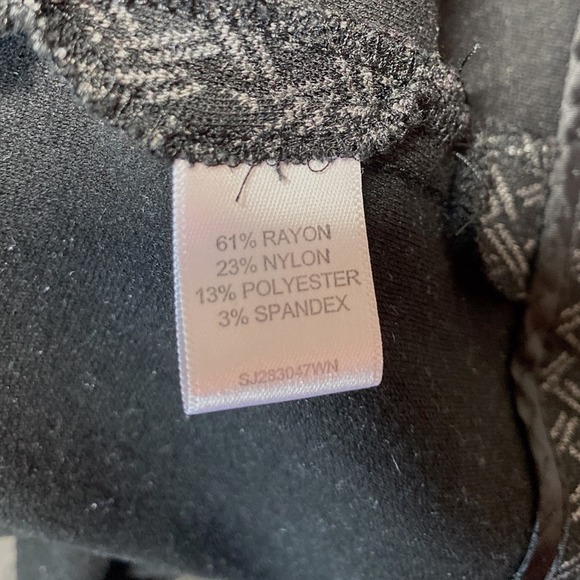 61% RAYON
23% NYLON
13% POLYESTER
3% SPANDEX
SJ283047WN